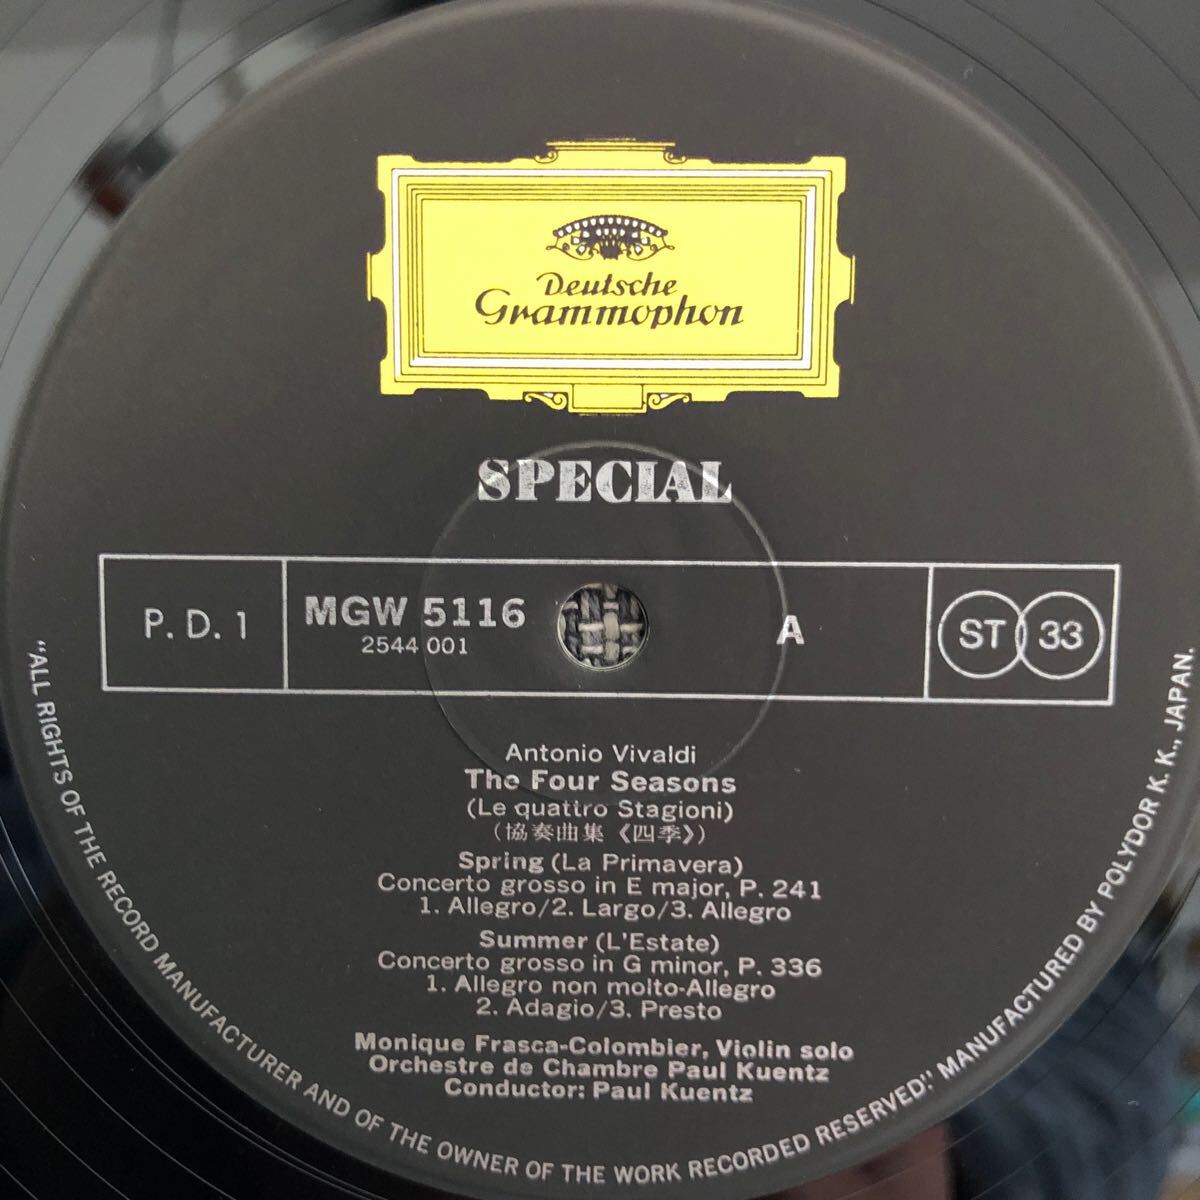 Deutsche
Grammophon
SPECIAL
P. D. 1
MGW 5116
2544 001
A
ST 33
Antonio Vivaldi
The Four Seasons
(Le quattro Stagioni)
(協奏曲集《四季》)
Spring (La Primavera)
Concerto grosso in E major, P. 241
1. Allegro/2. Largo/3. Allegro
Summer (L'Estate)
Concerto grosso in G minor, P. 336
1. Allegro non molto-Allegro
2. Adagio/3. Presto
Monique Frasca-Colombier, Violin solo
Orchestre de Chambre Paul Kuentz
Conductor: Paul Kuentz
"ALL RIGHTS OF THE RECORD MANUFACTURER AND OF THE OWNER OF THE WORK RECORDED RESERVED." MANUFACTURED BY POLYDOR K. K., JAPAN.